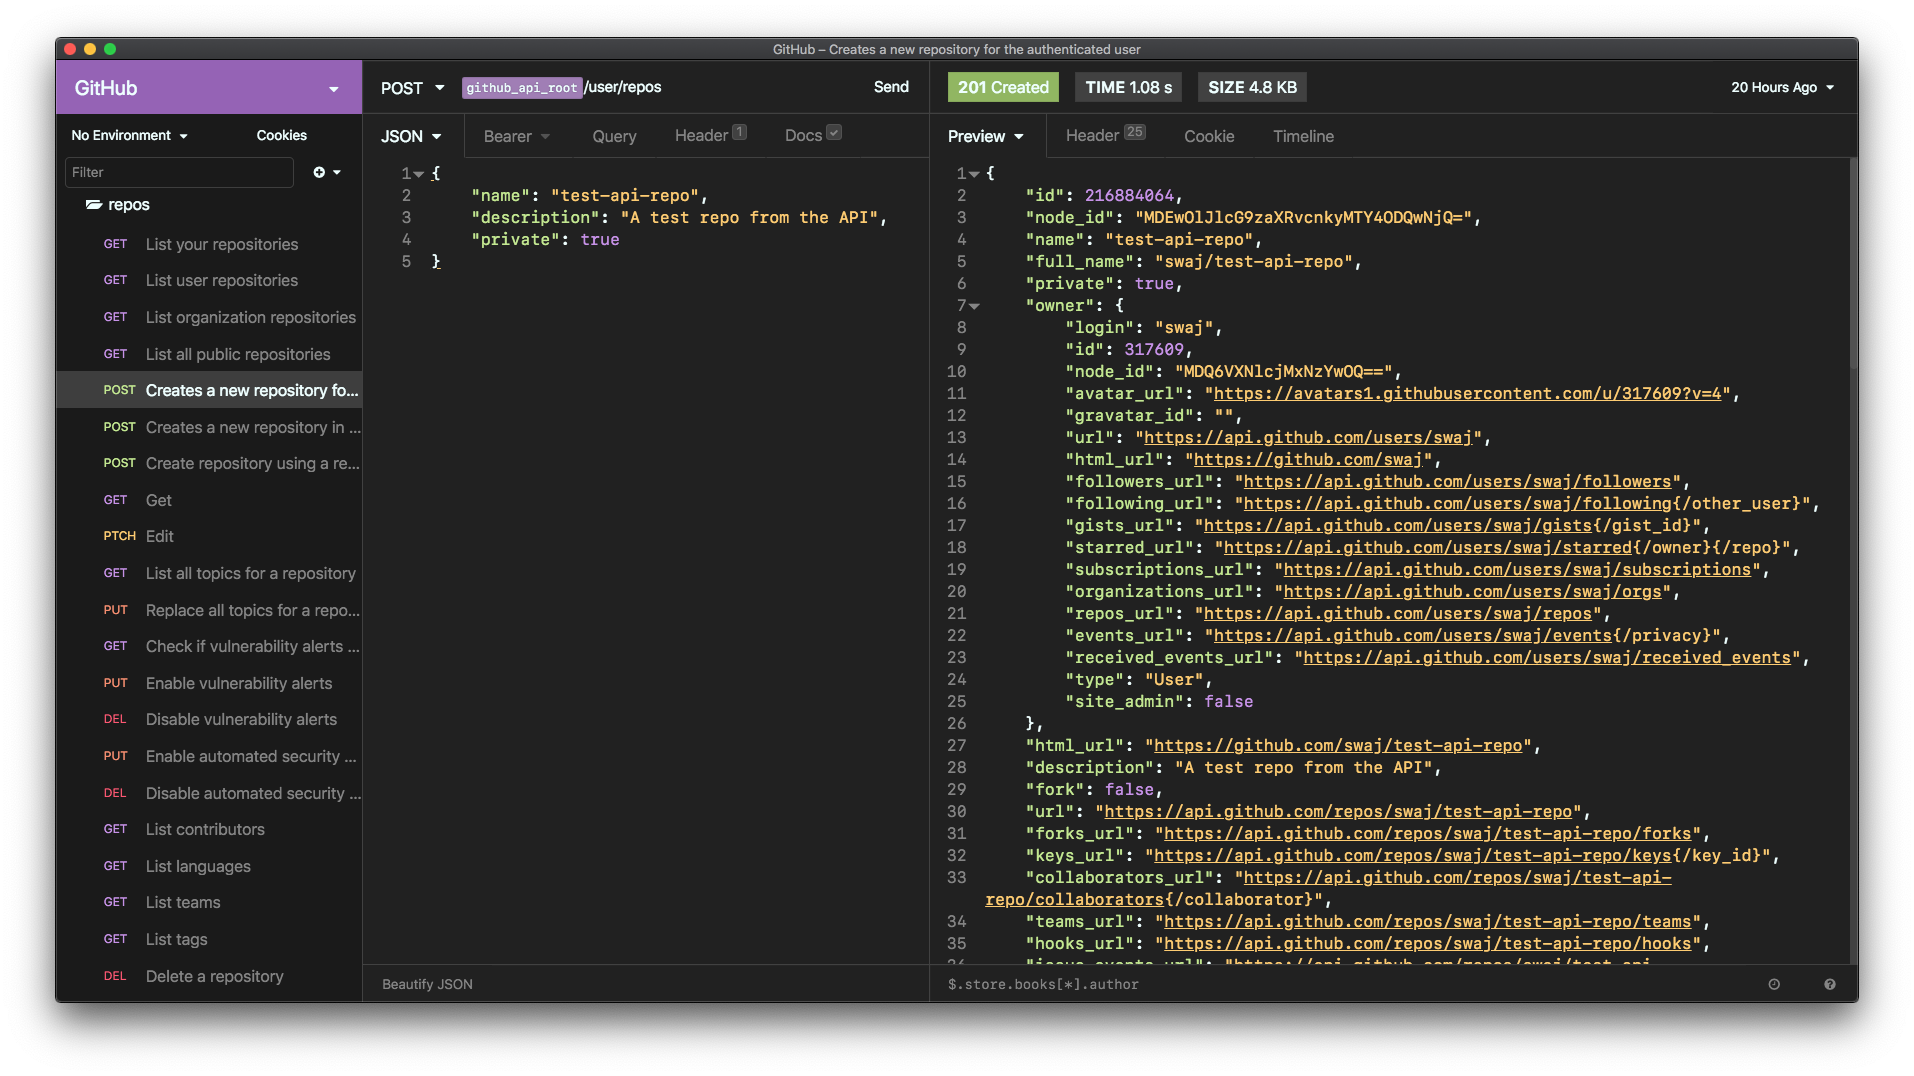 GitHub – Creates a new repository for the authenticated user
GitHub
No Environment
Cookies
Filter
repos
GET List your repositories
GET List user repositories
GET List organization repositories
GET List all public repositories
POST Creates a new repository fo...
POST Creates a new repository in ...
POST Create repository using a re...
GET Get
PTCH Edit
GET List all topics for a repository
PUT Replace all topics for a repo...
GET Check if vulnerability alerts ...
PUT Enable vulnerability alerts
DEL Disable vulnerability alerts
PUT Enable automated security ...
DEL Disable automated security ...
GET List contributors
GET List languages
GET List teams
GET List tags
DEL Delete a repository
POST github_api_root /user/repos Send
JSON Bearer Query Header 1 Docs
1 {
2 "name": "test-api-repo",
3 "description": "A test repo from the API",
4 "private": true
5 }
Beautify JSON
201 Created TIME 1.08 s SIZE 4.8 KB 20 Hours Ago
Preview Header 25 Cookie Timeline
1 {
2 "id": 216884064,
3 "node_id": "MDEwOlJlcG9zaXRvcnkyMTY4ODQwNjQ=",
4 "name": "test-api-repo",
5 "full_name": "swaj/test-api-repo",
6 "private": true,
7 "owner": {
8 "login": "swaj",
9 "id": 317609,
10 "node_id": "MDQ6VXNlcjMxNzYwOQ==",
11 "avatar_url": "https://avatars1.githubusercontent.com/u/317609?v=4",
12 "gravatar_id": "",
13 "url": "https://api.github.com/users/swaj",
14 "html_url": "https://github.com/swaj",
15 "followers_url": "https://api.github.com/users/swaj/followers",
16 "following_url": "https://api.github.com/users/swaj/following{/other_user}",
17 "gists_url": "https://api.github.com/users/swaj/gists{/gist_id}",
18 "starred_url": "https://api.github.com/users/swaj/starred{/owner}{/repo}",
19 "subscriptions_url": "https://api.github.com/users/swaj/subscriptions",
20 "organizations_url": "https://api.github.com/users/swaj/orgs",
21 "repos_url": "https://api.github.com/users/swaj/repos",
22 "events_url": "https://api.github.com/users/swaj/events{/privacy}",
23 "received_events_url": "https://api.github.com/users/swaj/received_events",
24 "type": "User",
25 "site_admin": false
26 },
27 "html_url": "https://github.com/swaj/test-api-repo",
28 "description": "A test repo from the API",
29 "fork": false,
30 "url": "https://api.github.com/repos/swaj/test-api-repo",
31 "forks_url": "https://api.github.com/repos/swaj/test-api-repo/forks",
32 "keys_url": "https://api.github.com/repos/swaj/test-api-repo/keys{/key_id}",
33 "collaborators_url": "https://api.github.com/repos/swaj/test-api-
repo/collaborators{/collaborator}",
34 "teams_url": "https://api.github.com/repos/swaj/test-api-repo/teams",
35 "hooks_url": "https://api.github.com/repos/swaj/test-api-repo/hooks",
$.store.books[*].author